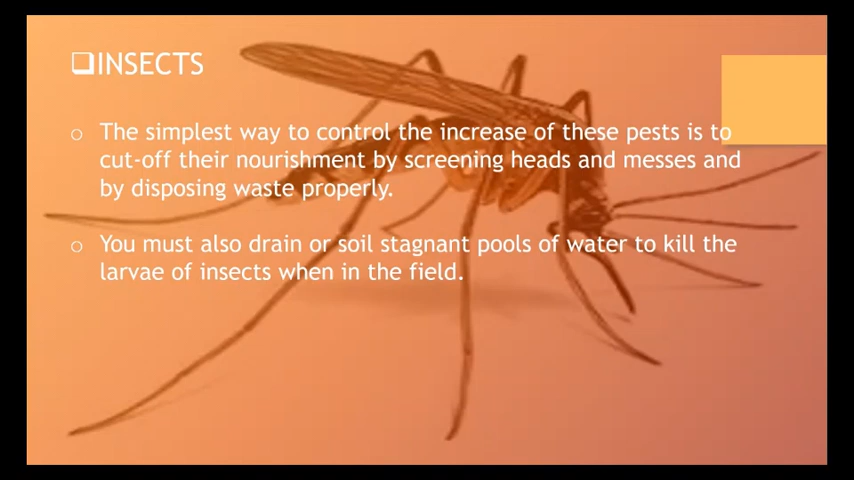 ❑INSECTS
○ The simplest way to control the increase of these pests is to
cut-off their nourishment by screening heads and messes and
by disposing waste properly.
○ You must also drain or soil stagnant pools of water to kill the
larvae of insects when in the field.